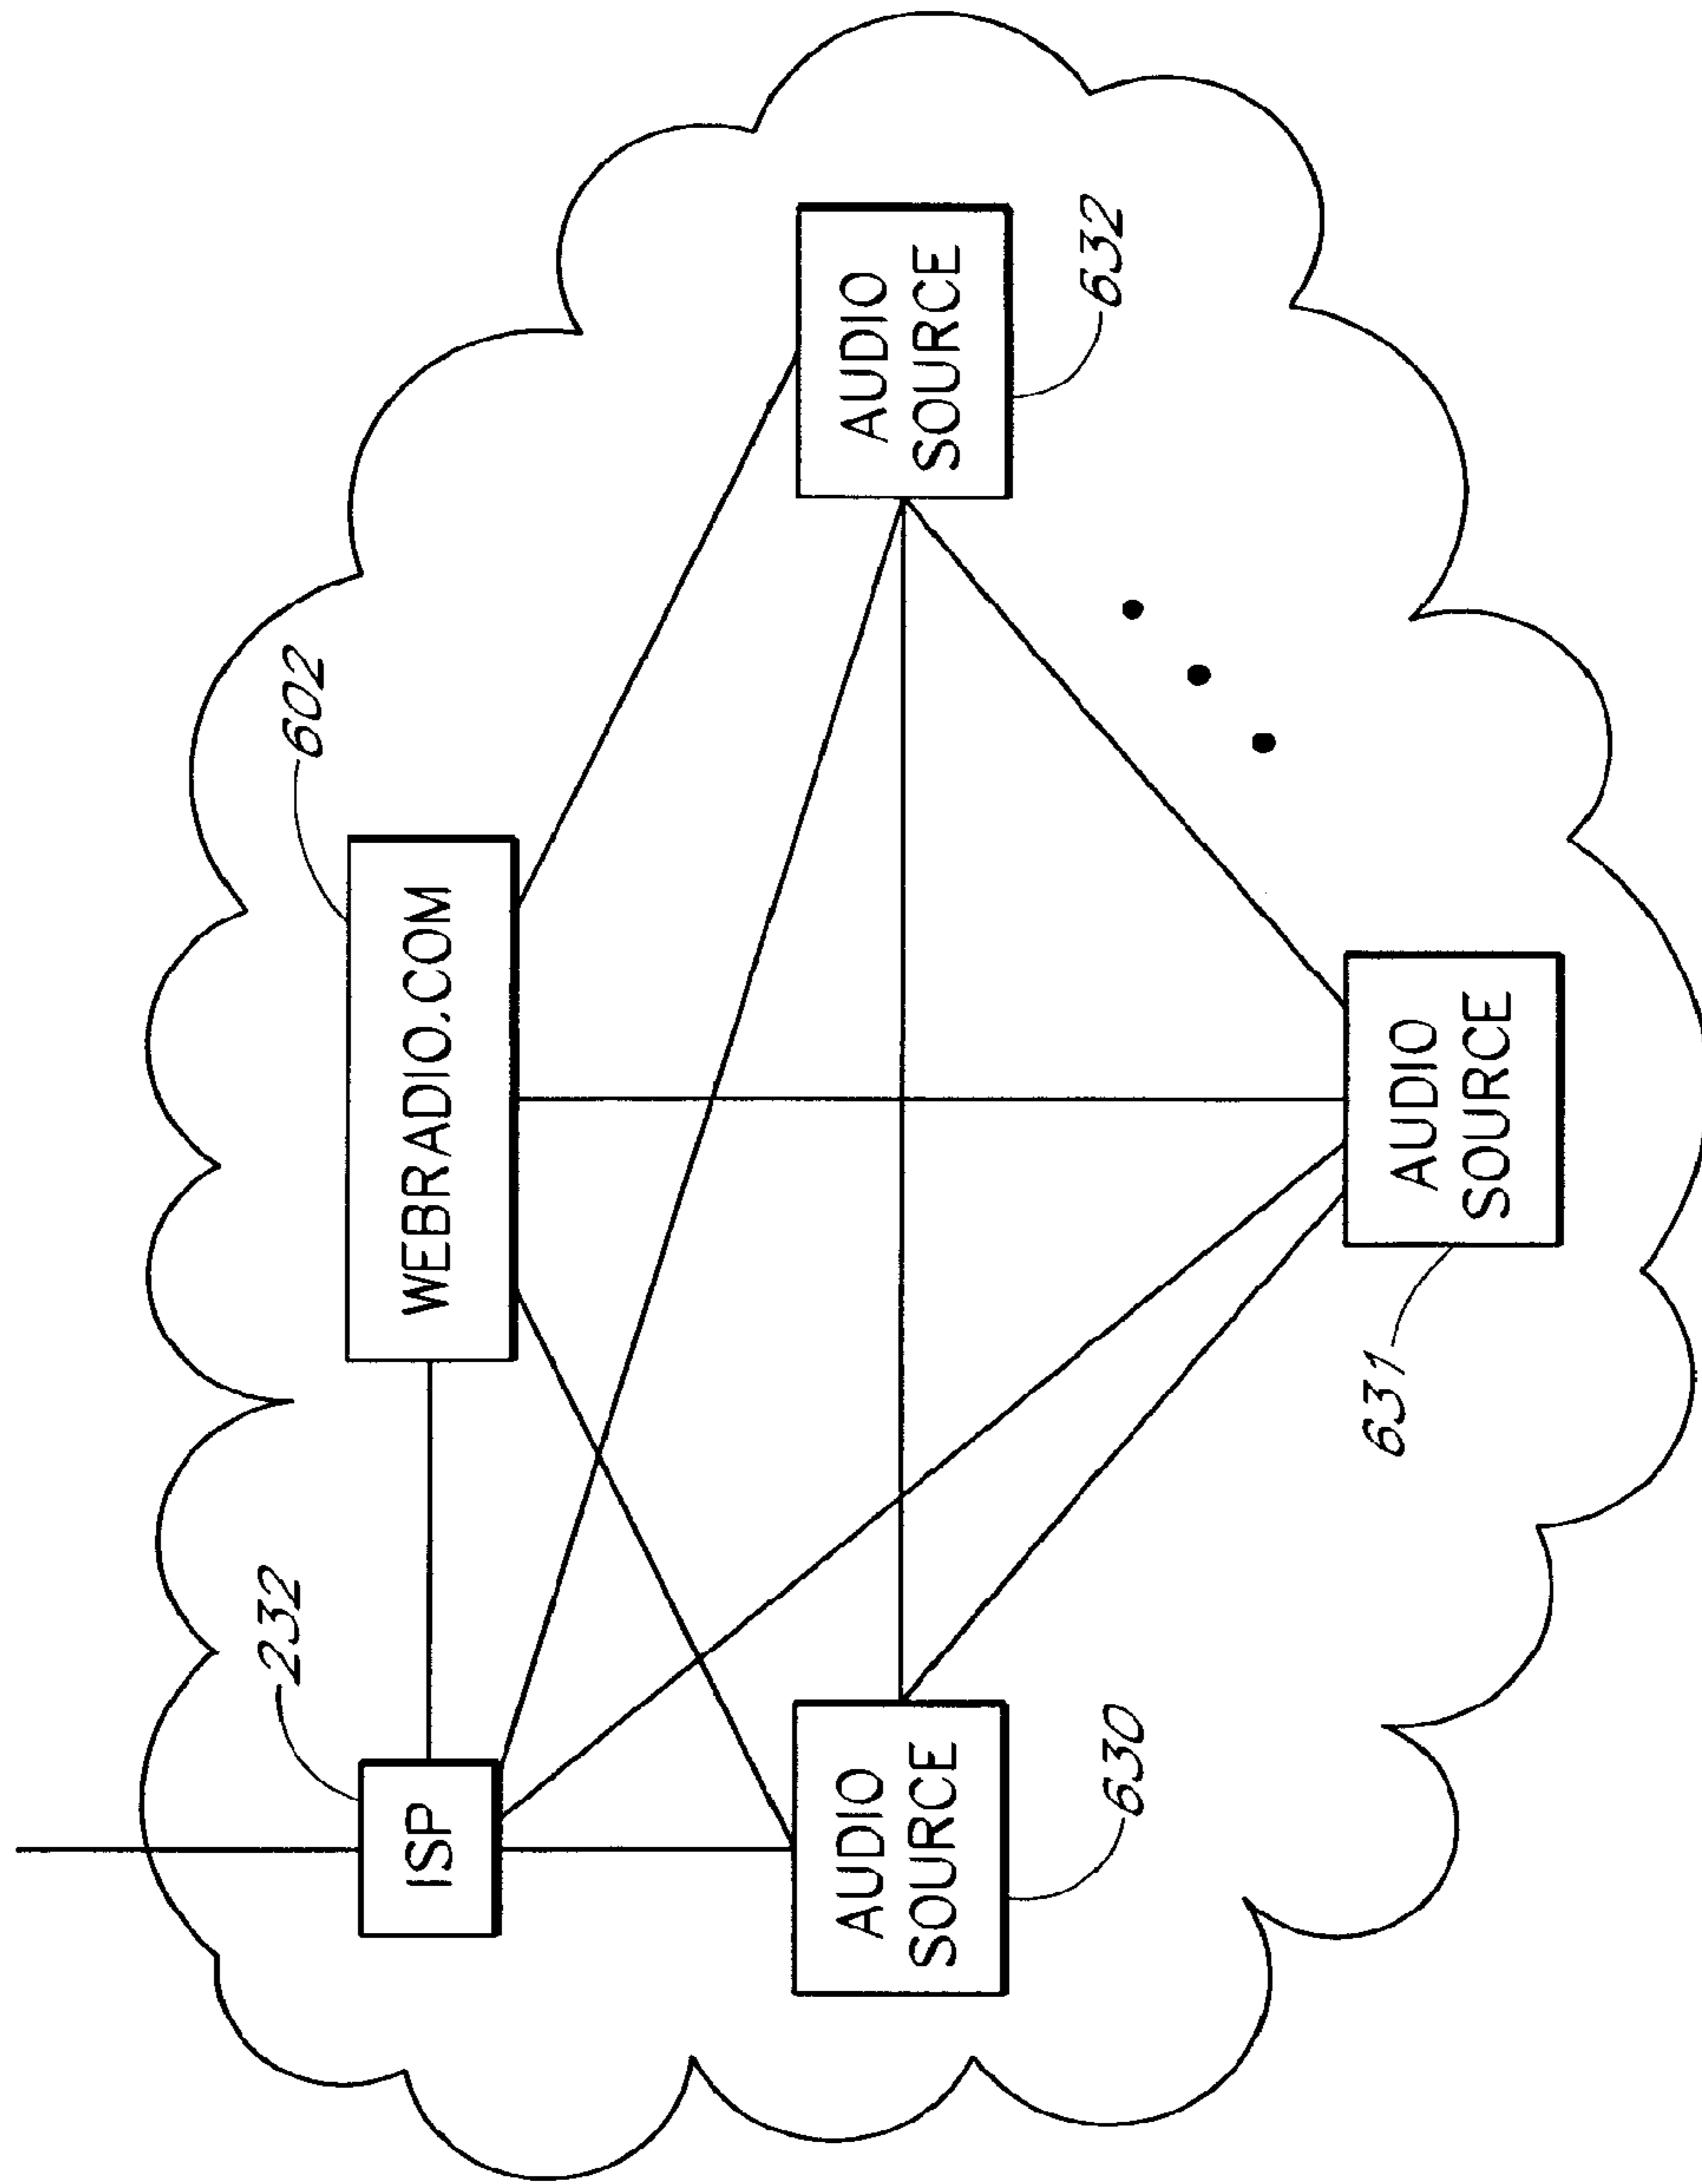 232
602
ISP
WEBRADIO.COM
AUDIO
SOURCE
AUDIO
SOURCE
630
632
631
AUDIO
SOURCE